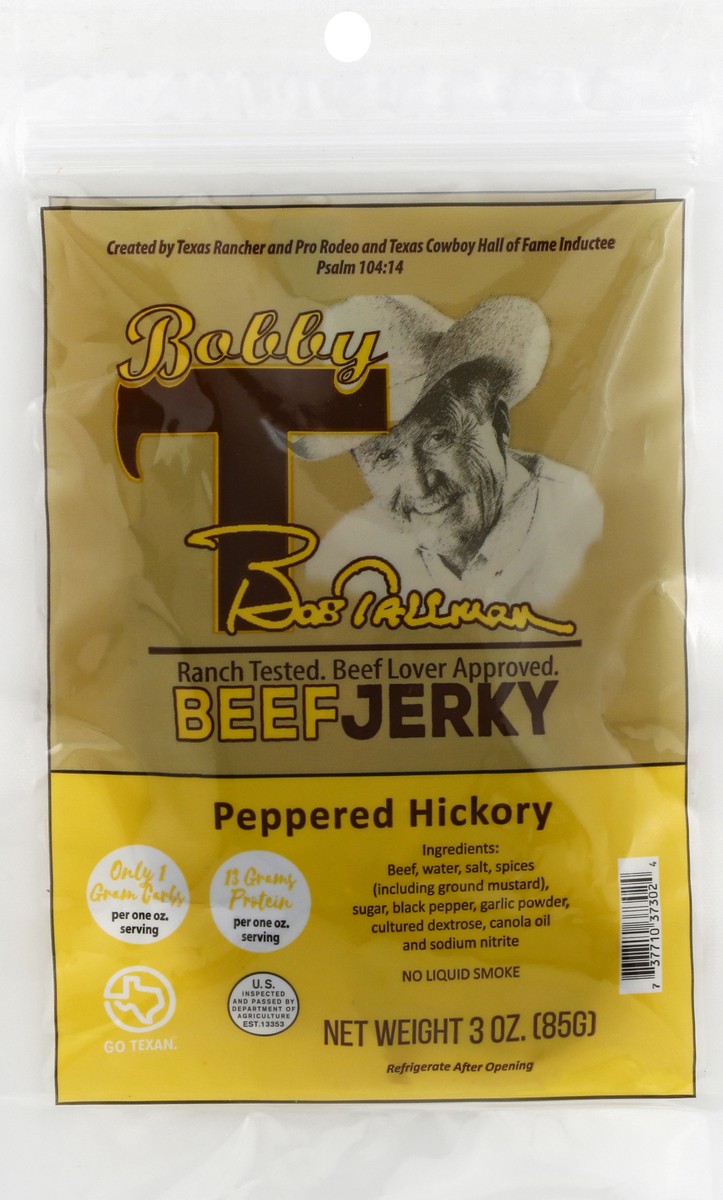 Created by Texas Rancher and Pro Rodeo and Texas Cowboy Hall of Fame Inductee
Psalm 104:14
Bobby
T
Bob Tallman
Ranch Tested. Beef Lover Approved.
BEEF JERKY
Peppered Hickory
Only 1
Gram Carbs
per one oz.
serving
13 Grams
Protein
per one oz.
serving
Ingredients:
Beef, water, salt, spices
(including ground mustard),
sugar, black pepper, garlic powder,
cultured dextrose, canola oil
and sodium nitrite
NO LIQUID SMOKE
7 37710 37302 4
GO TEXAN.
U.S.
INSPECTED
AND PASSED BY
DEPARTMENT OF
AGRICULTURE
EST.13353
NET WEIGHT 3 OZ. (85G)
Refrigerate After Opening